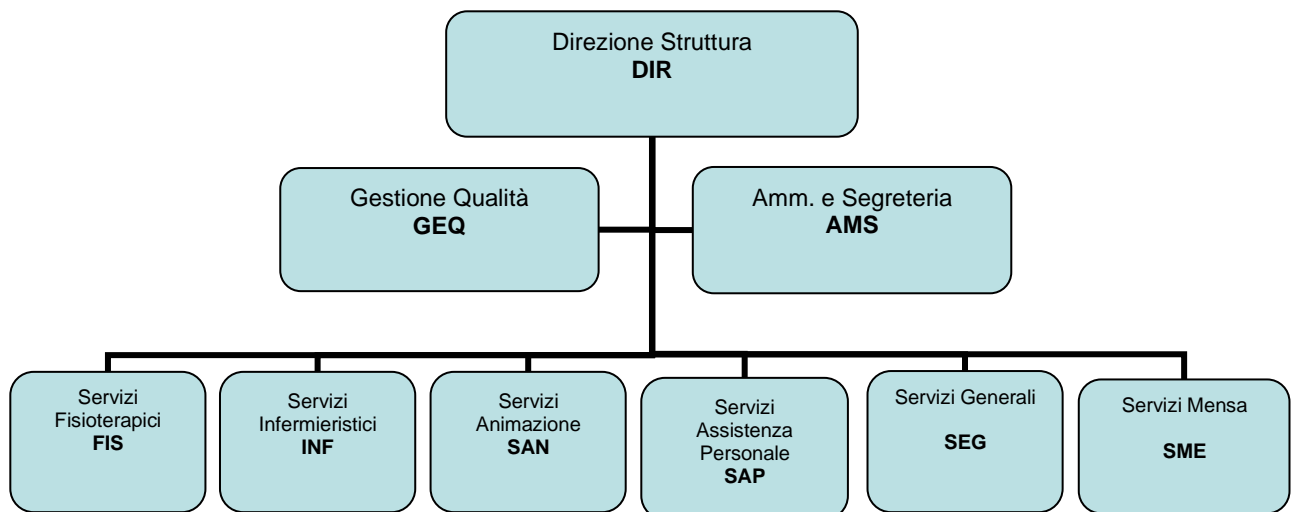 Direzione Struttura
DIR
Gestione Qualità
GEQ
Amm. e Segreteria
AMS
Servizi
Fisioterapici
FIS
Servizi
Infermieristici
INF
Servizi
Animazione
SAN
Servizi
Assistenza
Personale
SAP
Servizi Generali
SEG
Servizi Mensa
SME